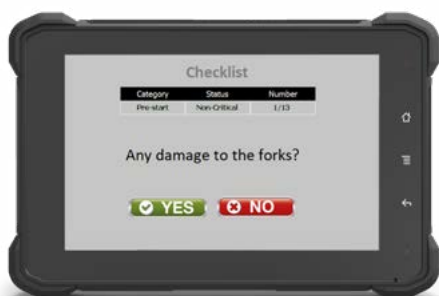 Checklist
Category Status Number
Pre-start Non-Critical 1/13
Any damage to the forks?
YES NO